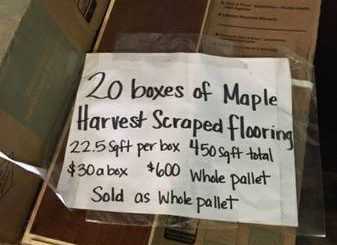 20 boxes of Maple
Harvest Scraped flooring
22.5 Sqft per box 450 Sqft total
$30 a box $600 Whole pallet
Sold as Whole pallet